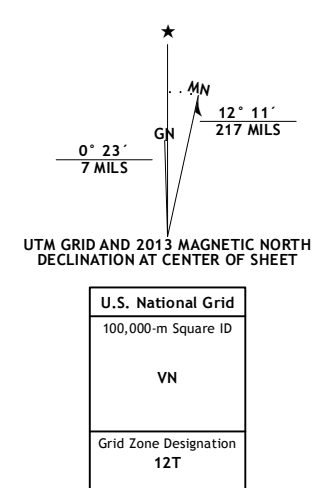 ★
MN
GN
12° 11´
217 MILS
0° 23´
7 MILS
UTM GRID AND 2013 MAGNETIC NORTH
DECLINATION AT CENTER OF SHEET
U.S. National Grid
100,000-m Square ID
VN
Grid Zone Designation
12T